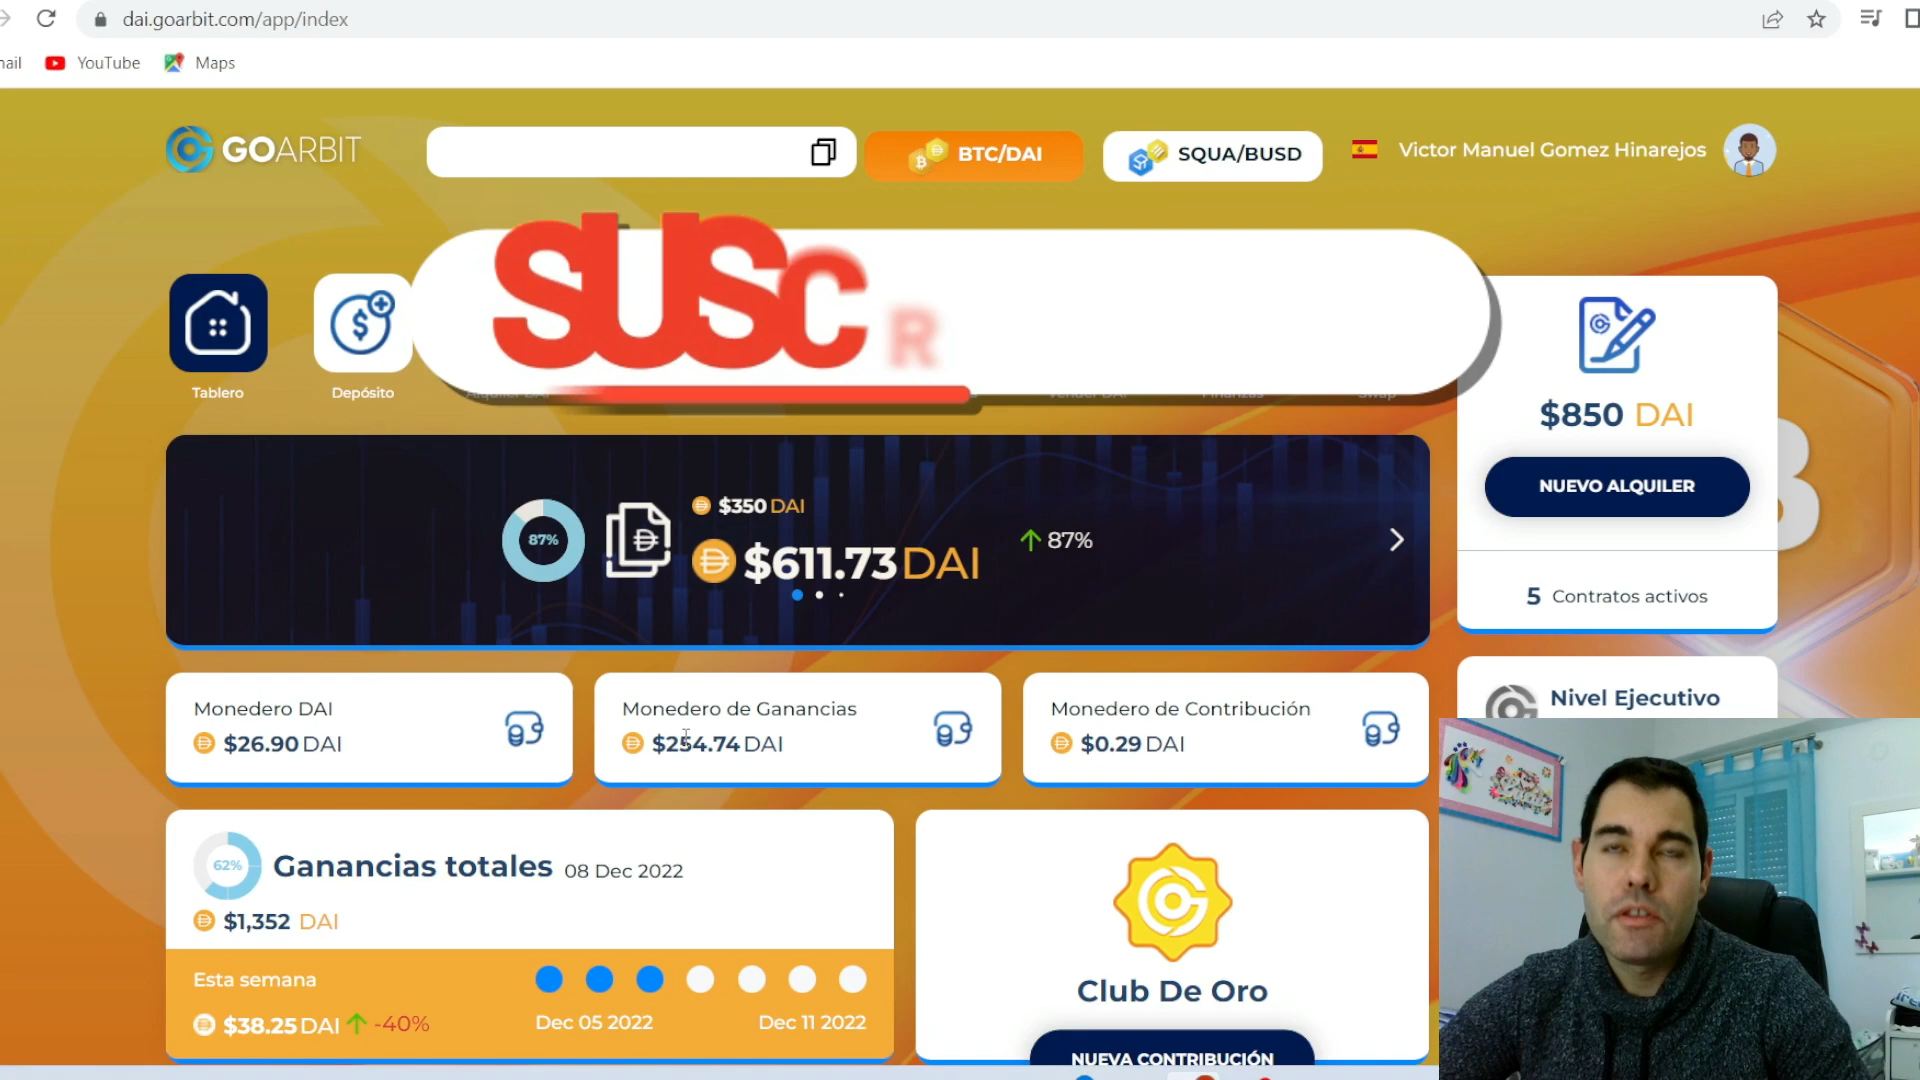 dai.goarbit.com/app/index
YouTube
Maps
GOARBIT
BTC/DAI
SQUA/BUSD
Victor Manuel Gomez Hinarejos
SUSCR
Tablero
Depósito
$850 DAI
NUEVO ALQUILER
5 Contratos activos
87%
$350 DAI
$611.73 DAI
87%
Monedero DAI
$26.90 DAI
Monedero de Ganancias
$254.74 DAI
Monedero de Contribución
$0.29 DAI
Nivel Ejecutivo
62%
Ganancias totales 08 Dec 2022
$1,352 DAI
Esta semana
$38.25 DAI -40%
Dec 05 2022
Dec 11 2022
Club De Oro
NUEVA CONTRIBUCIÓN